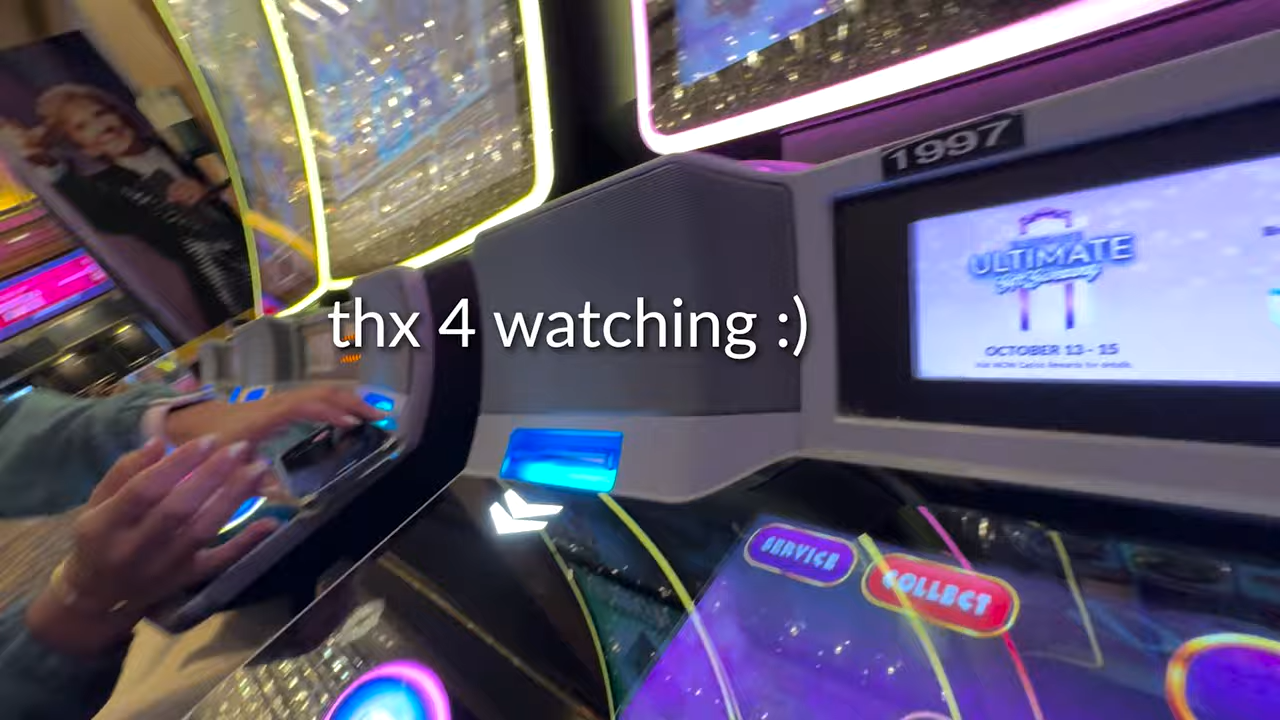 1997
ULTIMATE
thx 4 watching :)
OCTOBER 13 - 15
SERVICE
COLLECT